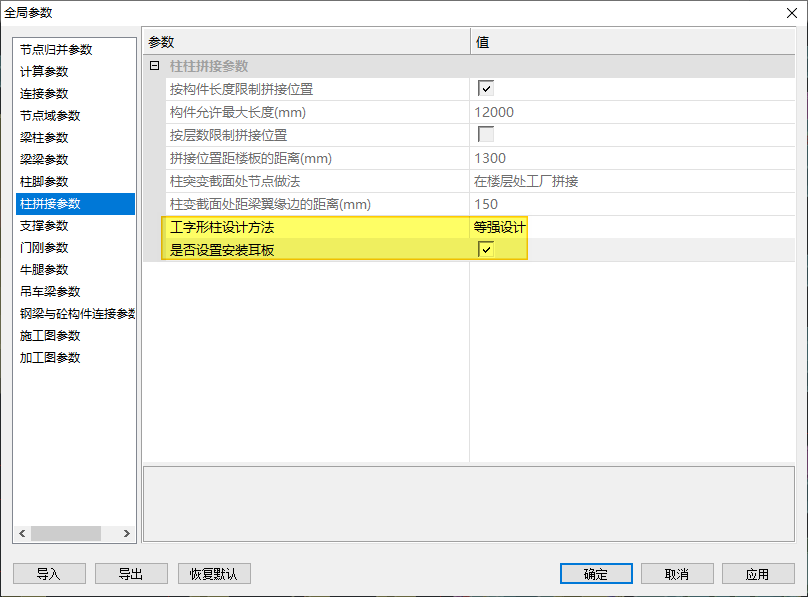 全局参数
节点归并参数
计算参数
连接参数
节点域参数
梁柱参数
梁梁参数
柱脚参数
柱拼接参数
支撑参数
门刚参数
牛腿参数
吊车梁参数
钢梁与砼构件连接参数
施工图参数
加工图参数
参数 值
柱柱拼接参数
按构件长度限制拼接位置
构件允许最大长度(mm) 12000
按层数限制拼接位置
拼接位置距楼板的距离(mm) 1300
柱突变截面处节点做法 在楼层处工厂拼接
柱变截面处距梁翼缘边的距离(mm) 150
工字形柱设计方法 等强设计
是否设置安装耳板
导入 导出 恢复默认 确定 取消 应用